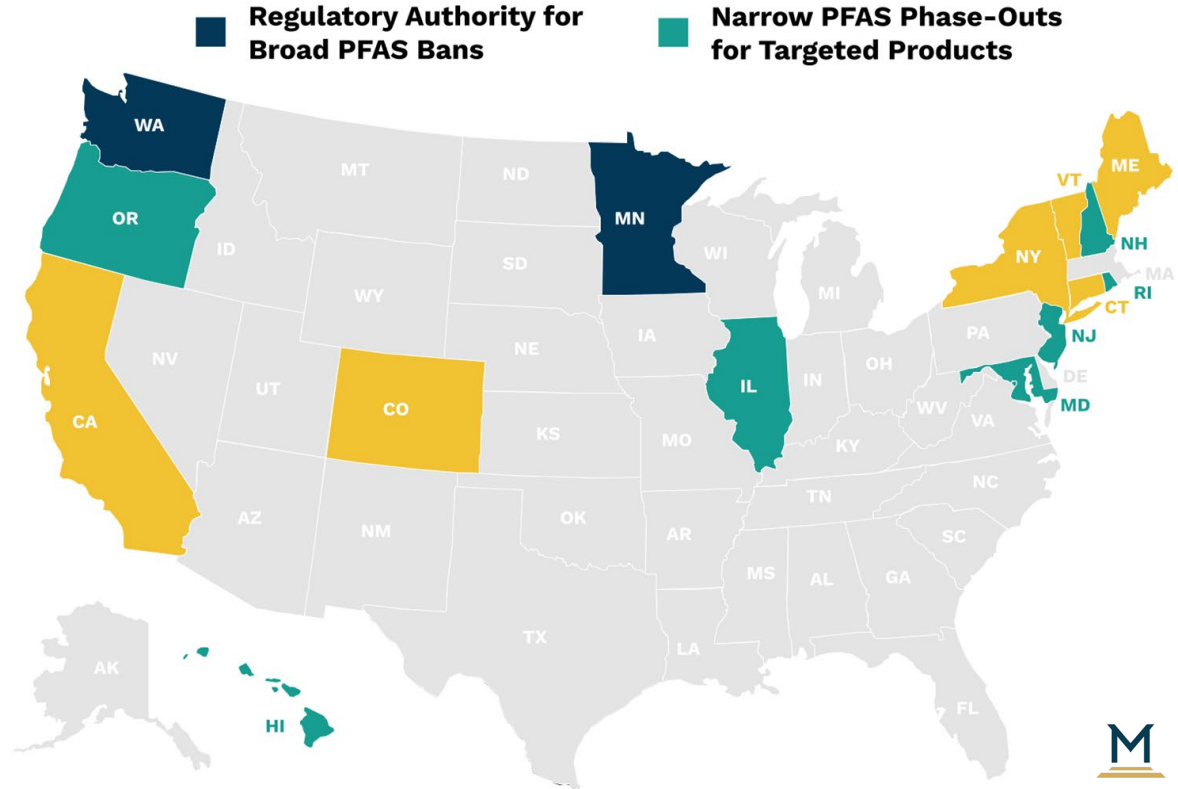 Regulatory Authority for
Broad PFAS Bans
Narrow PFAS Phase-Outs
for Targeted Products
WA
OR
CA
NV
ID
MT
WY
UT
CO
AZ
NM
ND
SD
NE
KS
OK
TX
MN
IA
MO
AR
LA
WI
IL
MI
IN
OH
KY
TN
MS
AL
GA
FL
SC
NC
VA
WV
PA
NY
VT
ME
NH
MA
RI
CT
NJ
DE
MD
AK
HI
M